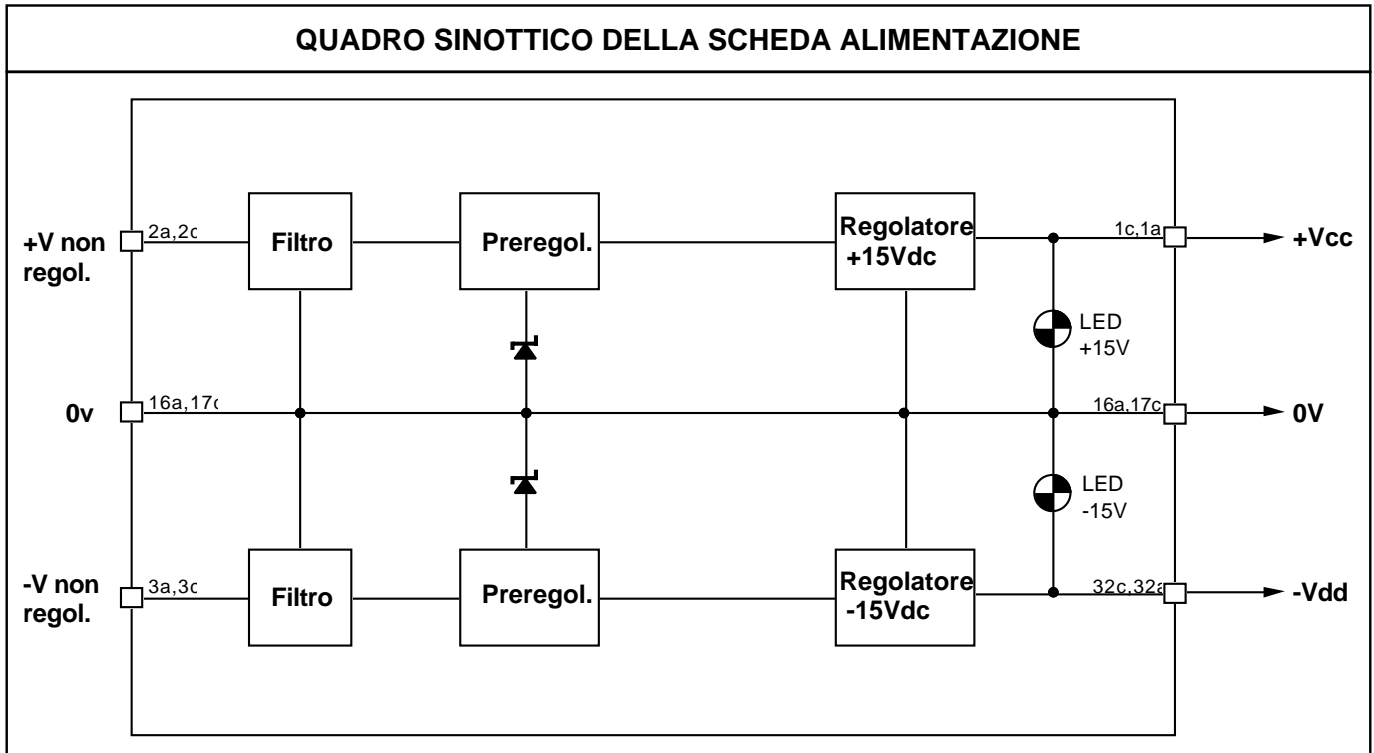 QUADRO SINOTTICO DELLA SCHEDA ALIMENTAZIONE
+V non
regol.
2a,2c
Filtro
Preregol.
Regolatore
+15Vdc
1c,1a
+Vcc
LED
+15V
0v
16a,17c
16a,17c
0V
LED
-15V
-V non
regol.
3a,3c
Filtro
Preregol.
Regolatore
-15Vdc
32c,32a
-Vdd